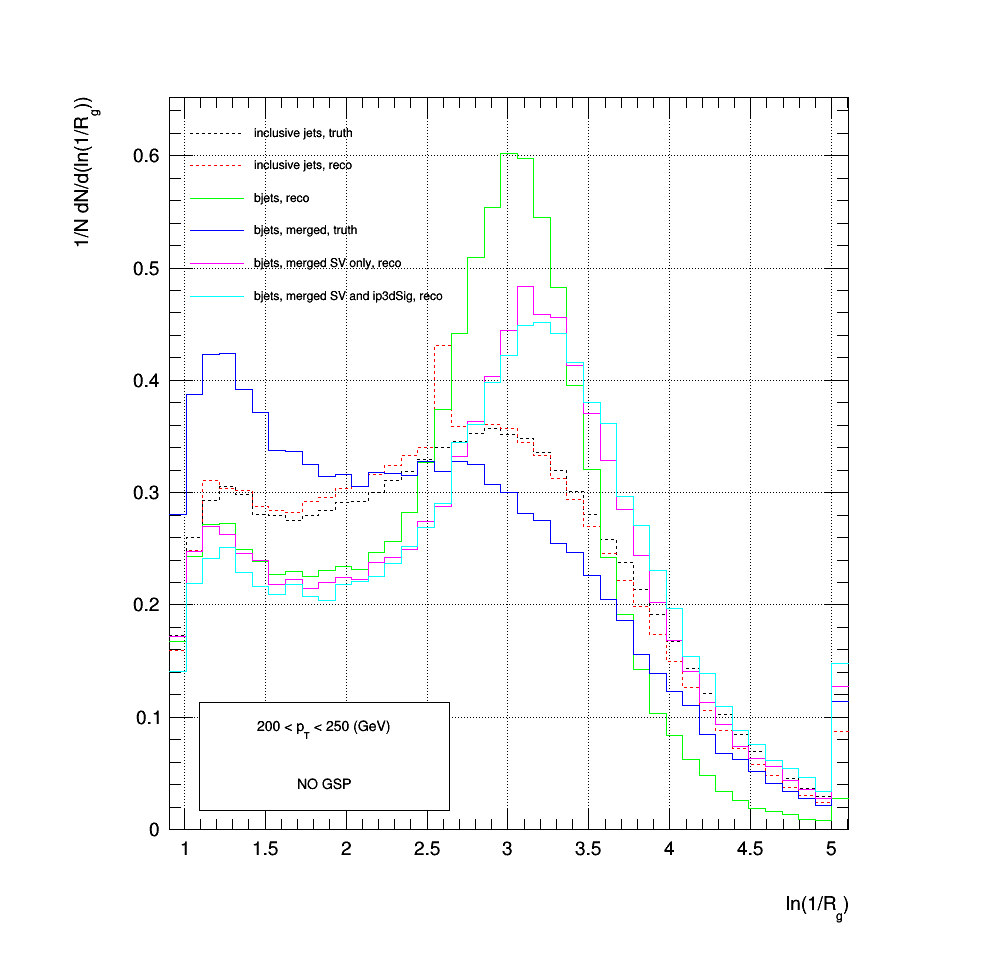 1/N dN/d(ln(1/R_g))
inclusive jets, truth
inclusive jets, reco
bjets, reco
bjets, merged, truth
bjets, merged SV only, reco
bjets, merged SV and ip3dSig, reco
0.6
0.5
0.4
0.3
0.2
0.1
0
200 < p_T < 250 (GeV)
NO GSP
1 1.5 2 2.5 3 3.5 4 4.5 5
ln(1/R_g)